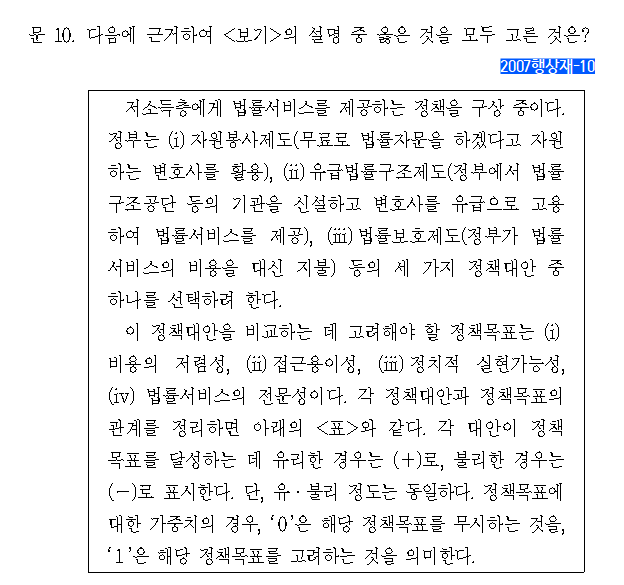 문 10. 다음에 근거하여 <보기>의 설명 중 옳은 것을 모두 고른 것은?
2007행상재-10
저소득층에게 법률서비스를 제공하는 정책을 구상 중이다.
정부는 (ⅰ) 자원봉사제도(무료로 법률자문을 하겠다고 자원
하는 변호사를 활용), (ⅱ) 유급법률구조제도(정부에서 법률
구조공단 등의 기관을 신설하고 변호사를 유급으로 고용
하여 법률서비스를 제공), (ⅲ) 법률보호제도(정부가 법률
서비스의 비용을 대신 지불) 등의 세 가지 정책대안 중
하나를 선택하려 한다.
이 정책대안을 비교하는 데 고려해야 할 정책목표는 (ⅰ)
비용의 저렴성, (ⅱ) 접근용이성, (ⅲ) 정치적 실현가능성,
(ⅳ) 법률서비스의 전문성이다. 각 정책대안과 정책목표의
관계를 정리하면 아래의 <표>와 같다. 각 대안이 정책
목표를 달성하는 데 유리한 경우는 (+)로, 불리한 경우는
(−)로 표시한다. 단, 유·불리 정도는 동일하다. 정책목표에
대한 가중치의 경우, ‘0’은 해당 정책목표를 무시하는 것을,
‘1’은 해당 정책목표를 고려하는 것을 의미한다.